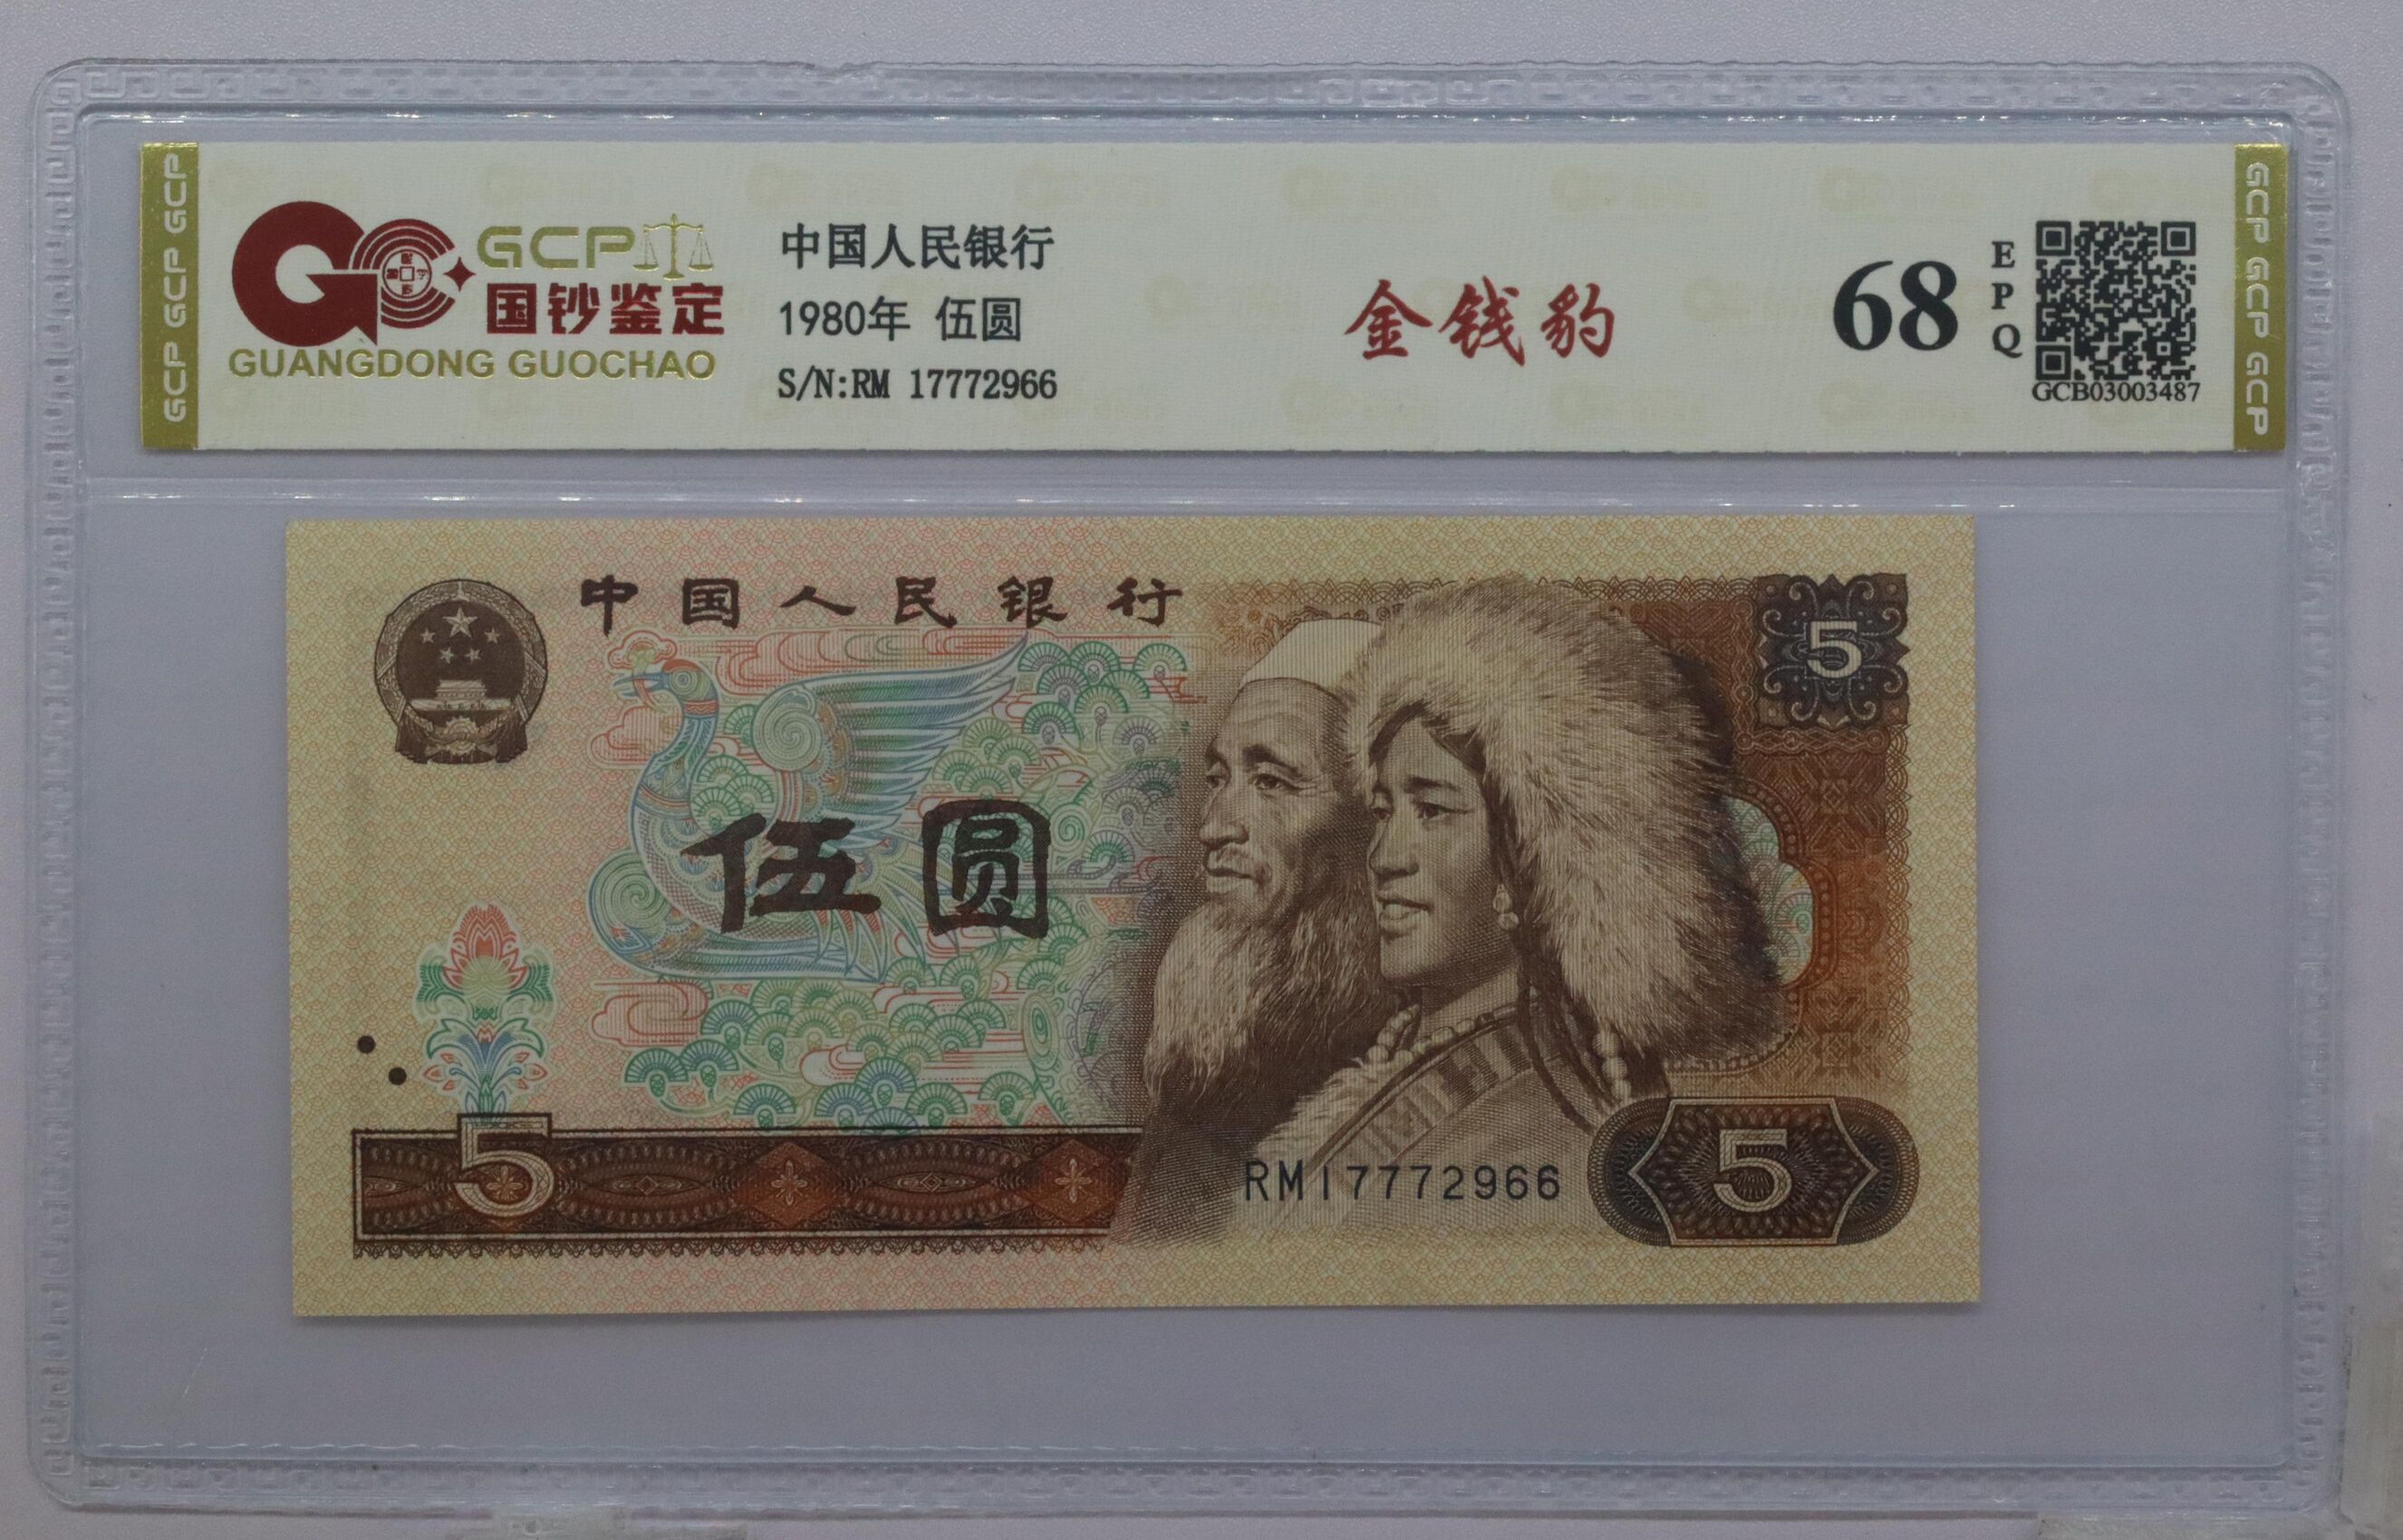 GCP GCP GCP
GCP
国钞鉴定
GUANGDONG GUOCHAO
中国人民银行
1980年 伍圆
S/N:RM 17772966
金钱豹
68
EPQ
GCB03003487
GCP GCP GCP
中国人民银行
5
伍圆
5
RM17772966
5